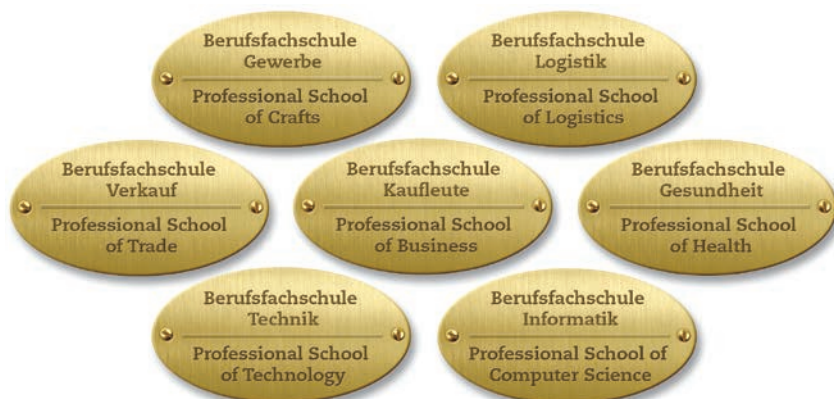 Berufsfachschule
Gewerbe
Professional School
of Crafts
Berufsfachschule
Logistik
Professional School
of Logistics
Berufsfachschule
Verkauf
Professional School
of Trade
Berufsfachschule
Kaufleute
Professional School
of Business
Berufsfachschule
Gesundheit
Professional School
of Health
Berufsfachschule
Technik
Professional School
of Technology
Berufsfachschule
Informatik
Professional School of
Computer Science